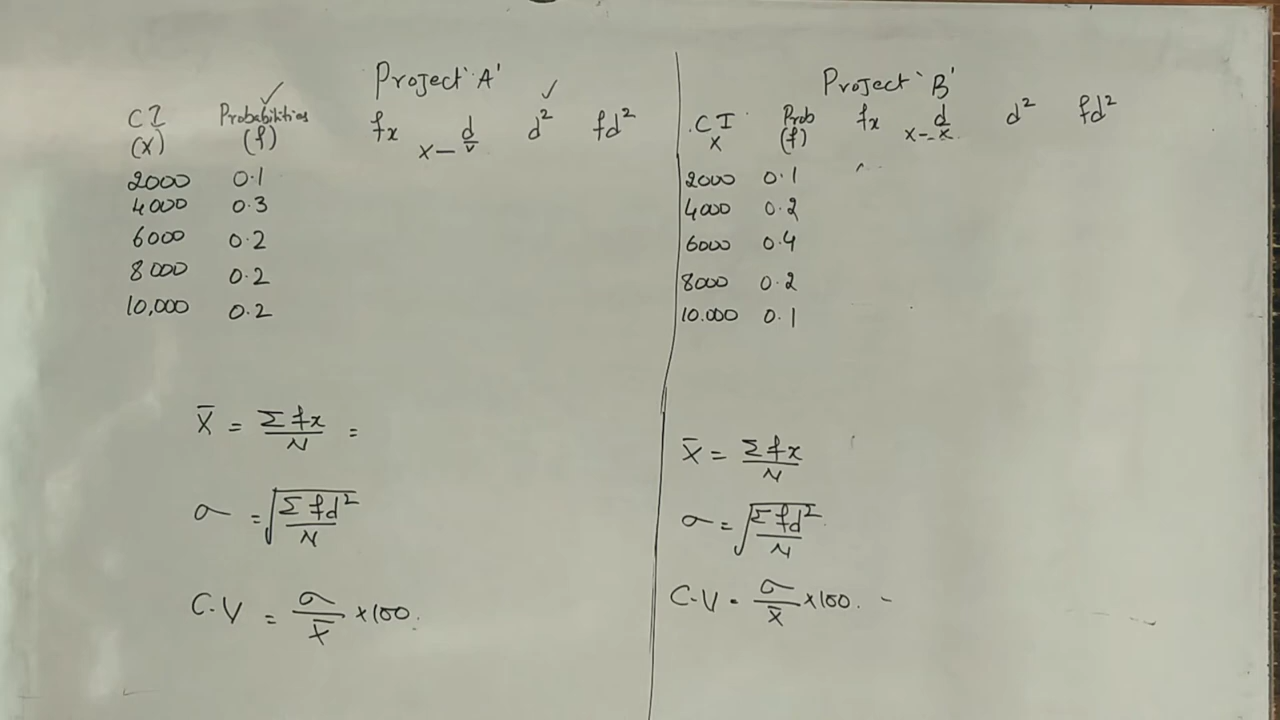 Project 'A'
CI Probabilities fx d d² fd²
(x) (f) x - x̄
2000 0.1
4000 0.3
6000 0.2
8000 0.2
10,000 0.2
X̄ = Σfx/N =
σ = √Σfd²/N
C.V = σ/X̄ ×100.
Project 'B'
CI Prob fx d d² fd²
x (f) x - x̄
2000 0.1
4000 0.2
6000 0.4
8000 0.2
10.000 0.1
X̄ = Σfx/N
σ = √Σfd²/N
C.V = σ/X̄ ×100.